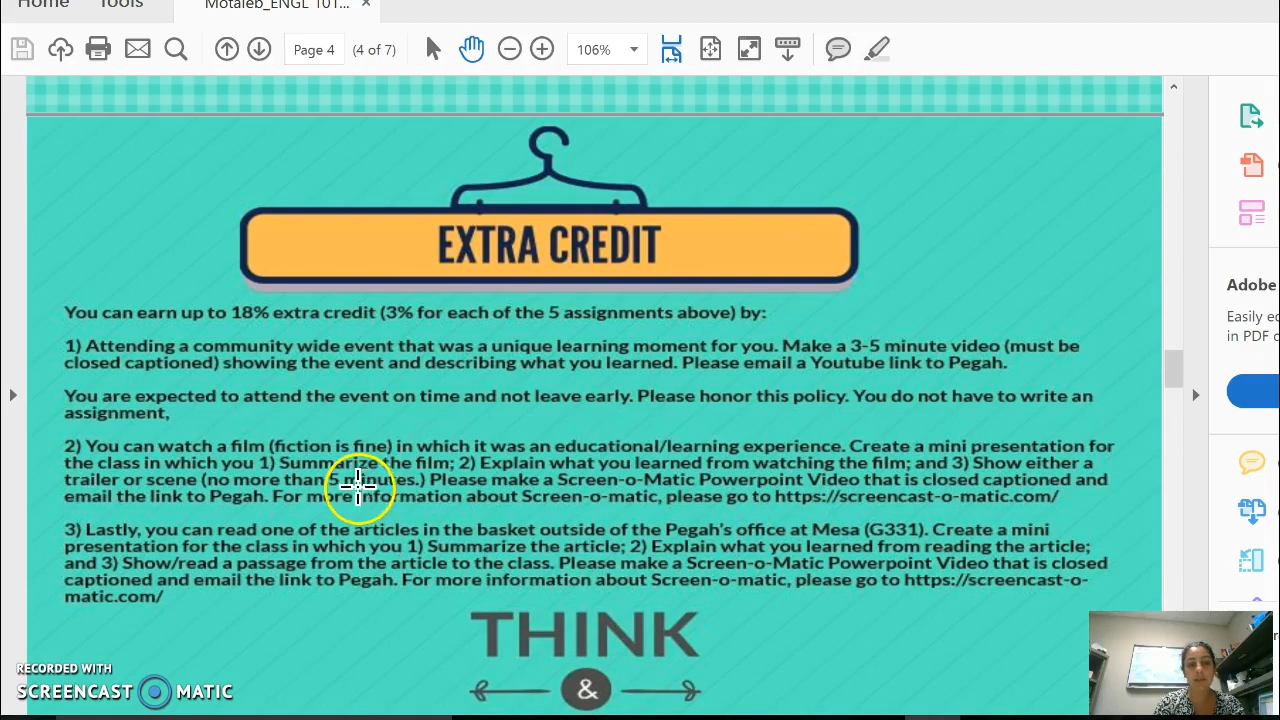 Home Tools Motaleb_ENGL 101... ×
Page 4 (4 of 7) 106%
EXTRA CREDIT
You can earn up to 18% extra credit (3% for each of the 5 assignments above) by:
1) Attending a community wide event that was a unique learning moment for you. Make a 3-5 minute video (must be
closed captioned) showing the event and describing what you learned. Please email a Youtube link to Pegah.
You are expected to attend the event on time and not leave early. Please honor this policy. You do not have to write an
assignment,
2) You can watch a film (fiction is fine) in which it was an educational/learning experience. Create a mini presentation for
the class in which you 1) Summarize the film; 2) Explain what you learned from watching the film; and 3) Show either a
trailer or scene (no more than 5 minutes.) Please make a Screen-o-Matic Powerpoint Video that is closed captioned and
email the link to Pegah. For more information about Screen-o-matic, please go to https://screencast-o-matic.com/
3) Lastly, you can read one of the articles in the basket outside of the Pegah's office at Mesa (G331). Create a mini
presentation for the class in which you 1) Summarize the article; 2) Explain what you learned from reading the article;
and 3) Show/read a passage from the article to the class. Please make a Screen-o-Matic Powerpoint Video that is closed
captioned and email the link to Pegah. For more information about Screen-o-matic, please go to https://screencast-o-
matic.com/
THINK
&
Adobe
Easily
in PDF
RECORDED WITH
SCREENCAST MATIC